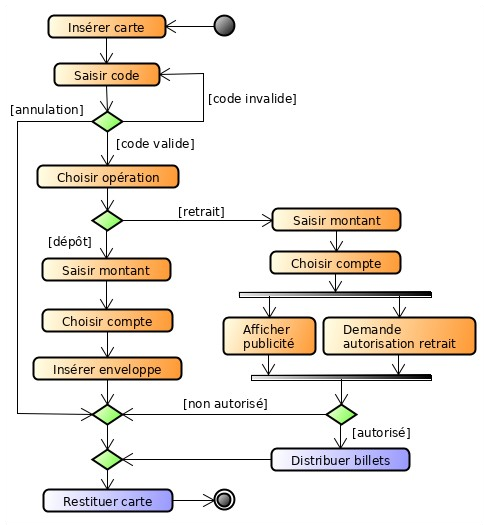 Insérer carte
Saisir code
[annulation]
[code invalide]
[code valide]
Choisir opération
[retrait]
Saisir montant
[dépôt]
Choisir compte
Saisir montant
Choisir compte
Afficher
publicité
Demande
autorisation retrait
Insérer enveloppe
[non autorisé]
[autorisé]
Distribuer billets
Restituer carte